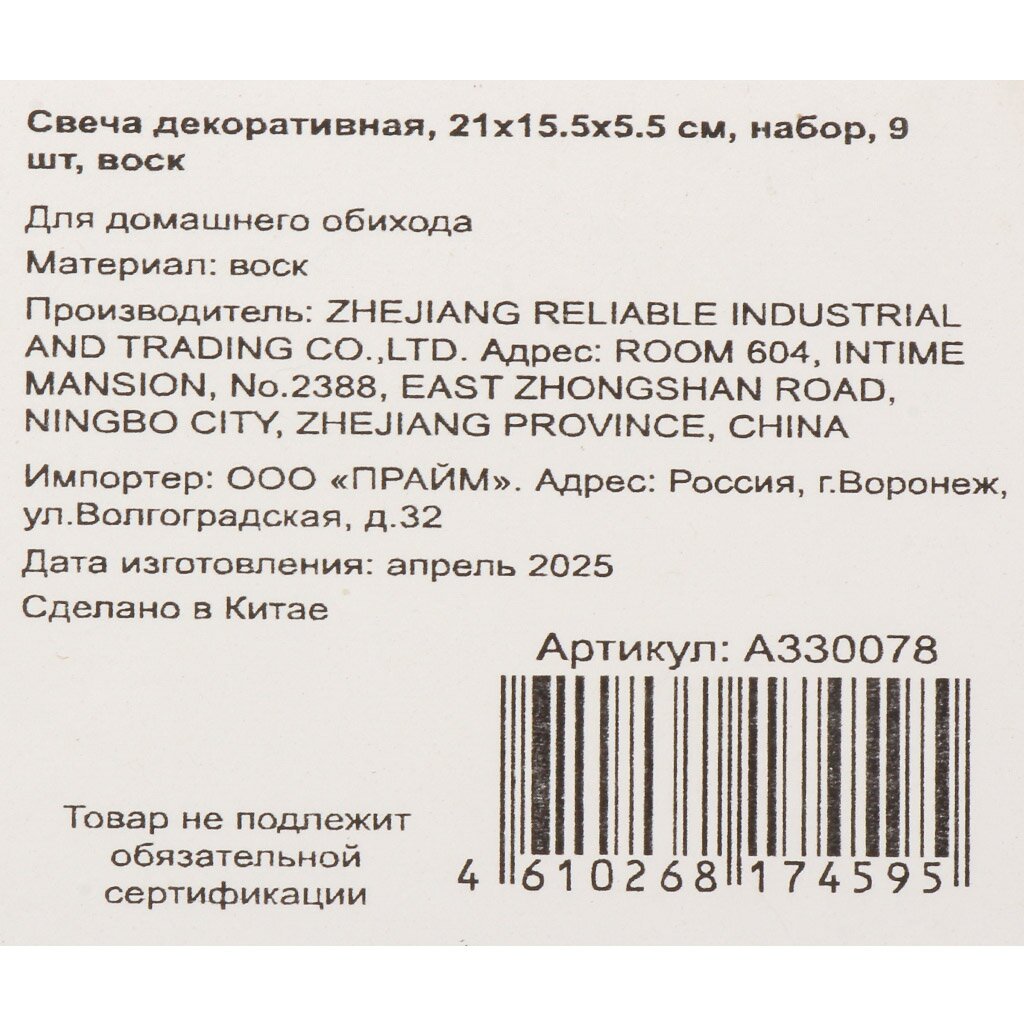 Свеча декоративная, 21х15.5х5.5 см, набор, 9
шт, воск
Для домашнего обихода
Материал: воск
Производитель: ZHEJIANG RELIABLE INDUSTRIAL
AND TRADING CO.,LTD. Адрес: ROOM 604, INTIME
MANSION, No.2388, EAST ZHONGSHAN ROAD,
NINGBO CITY, ZHEJIANG PROVINCE, CHINA
Импортер: ООО «ПРАЙМ». Адрес: Россия, г.Воронеж,
ул.Волгоградская, д.32
Дата изготовления: апрель 2025
Сделано в Китае
Артикул: A330078
Товар не подлежит
обязательной
сертификации
4 610268 174595